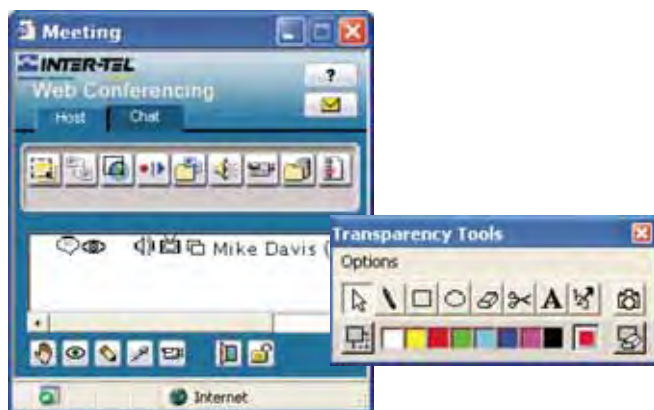 Meeting
INTER-TEL
?
Web Conferencing
Host Chat
Mike Davis (
Internet
Transparency Tools
Options
A